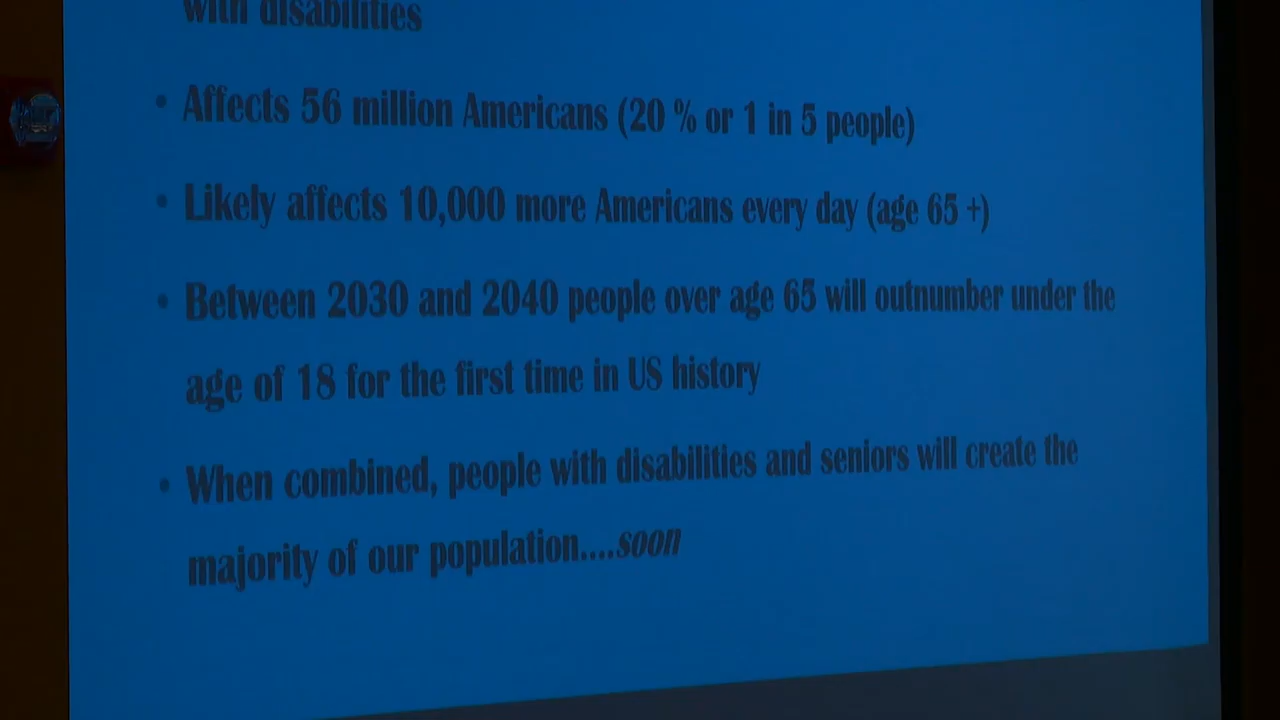 with disabilities
• Affects 56 million Americans (20 % or 1 in 5 people)
• Likely affects 10,000 more Americans every day (age 65 +)
• Between 2030 and 2040 people over age 65 will outnumber under the
age of 18 for the first time in US history
• When combined, people with disabilities and seniors will create the
majority of our population....soon